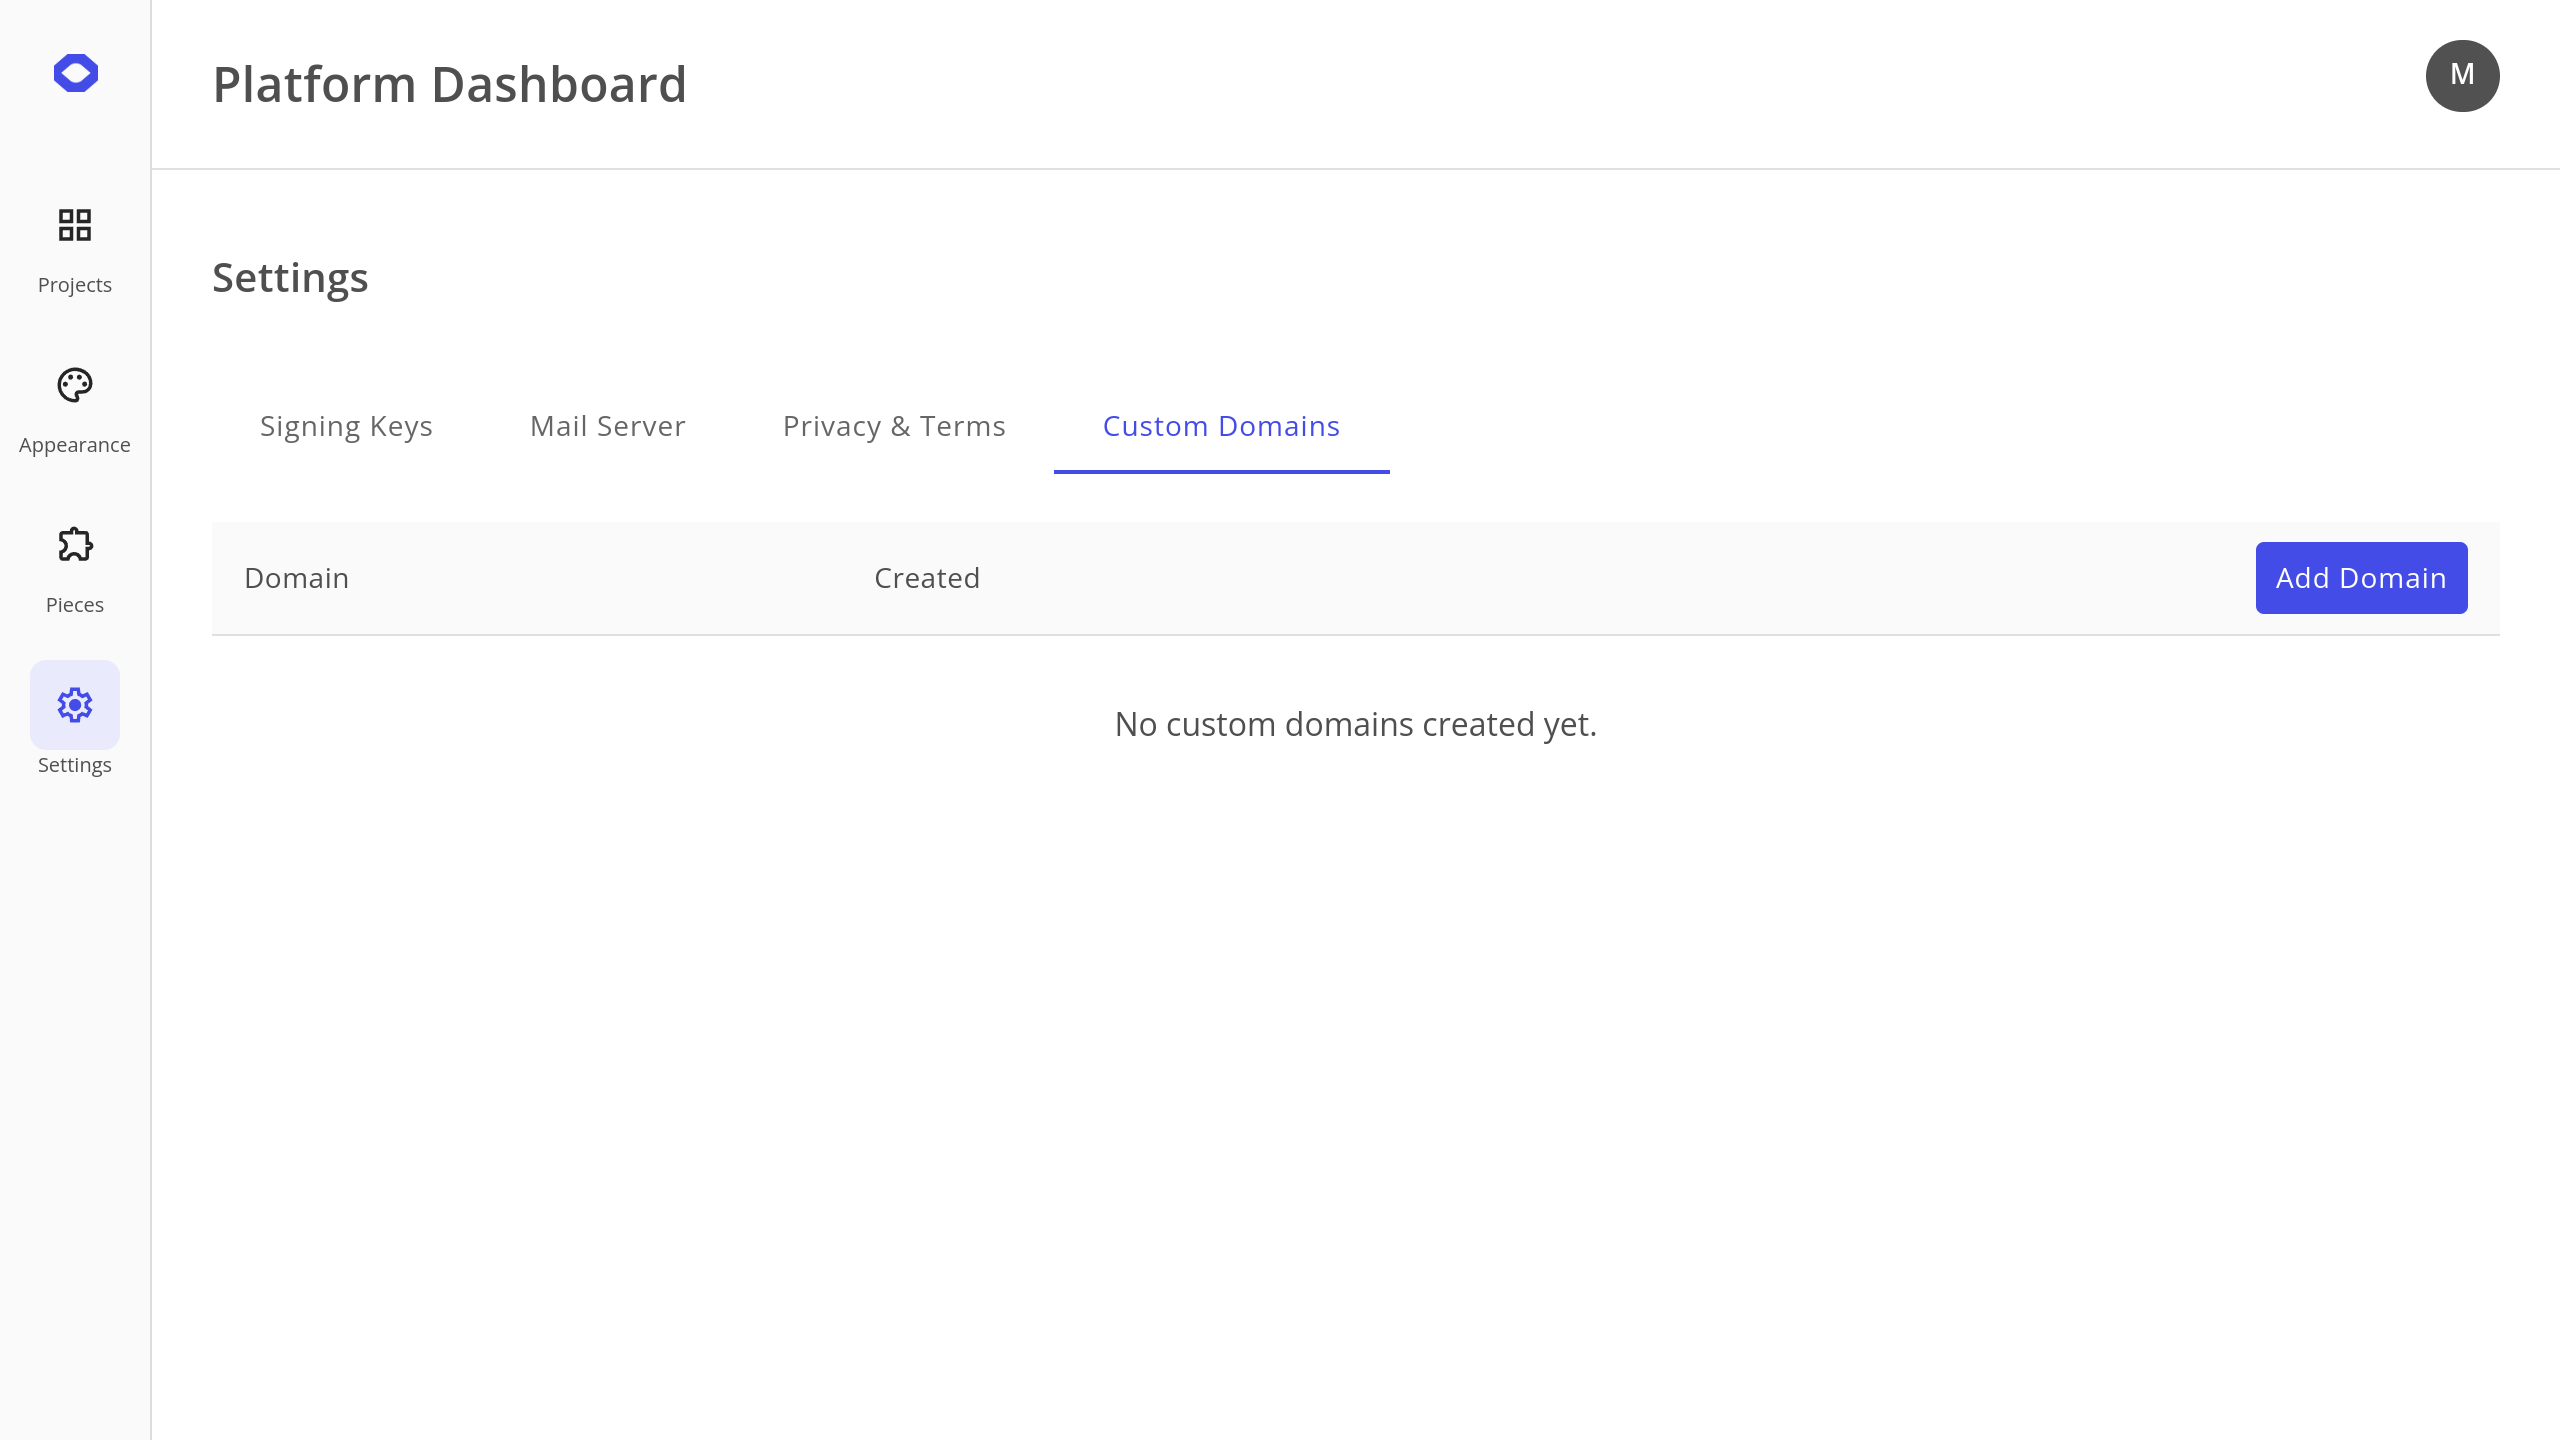 Platform Dashboard
M
Projects
Appearance
Pieces
Settings
Settings
Signing Keys
Mail Server
Privacy & Terms
Custom Domains
Domain
Created
Add Domain
No custom domains created yet.